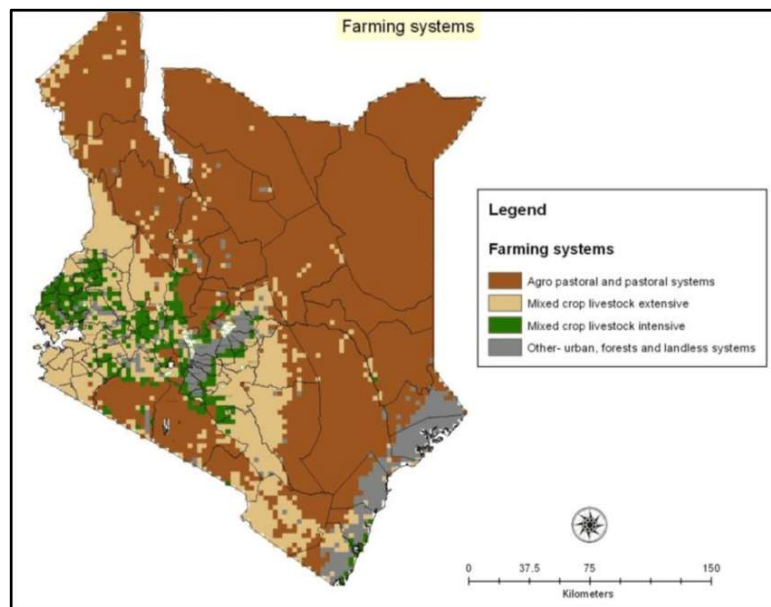 Farming systems
Legend
Farming systems
Agro pastoral and pastoral systems
Mixed crop livestock extensive
Mixed crop livestock intensive
Other- urban, forests and landless systems
0 37.5 75 150
Kilometers